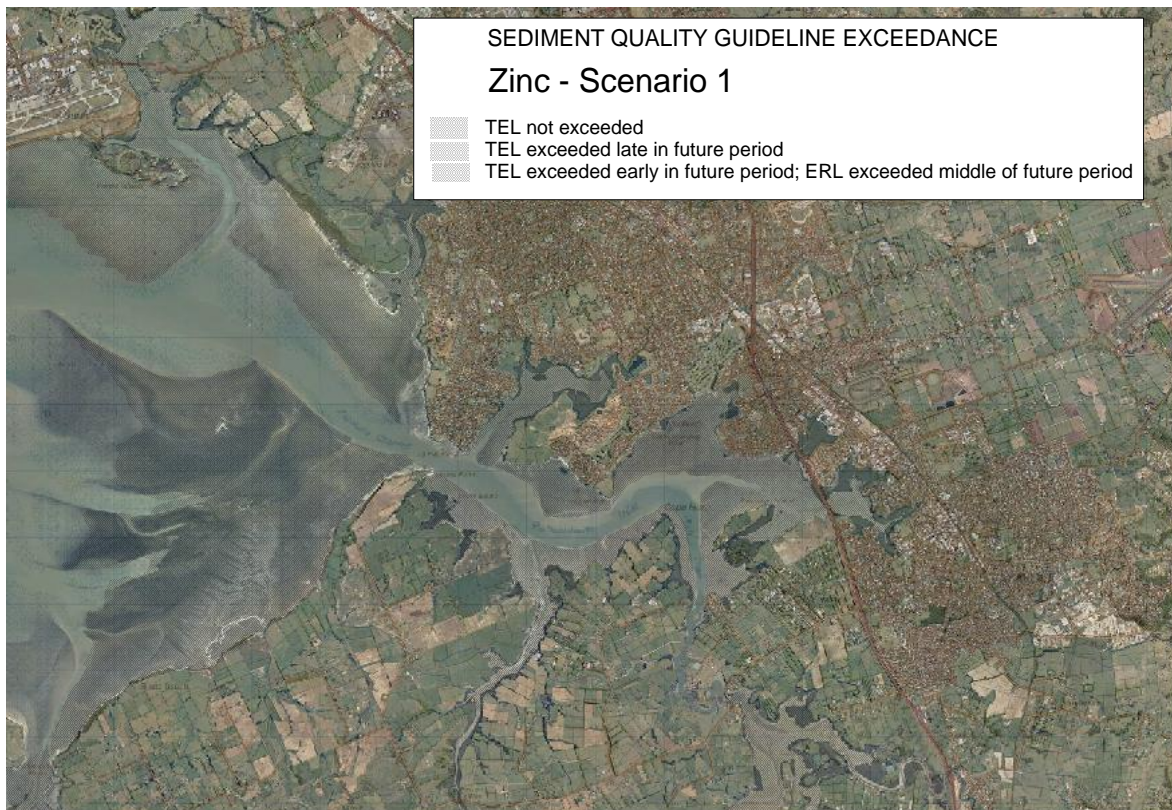 SEDIMENT QUALITY GUIDELINE EXCEEDANCE
Zinc - Scenario 1
TEL not exceeded
TEL exceeded late in future period
TEL exceeded early in future period; ERL exceeded middle of future period